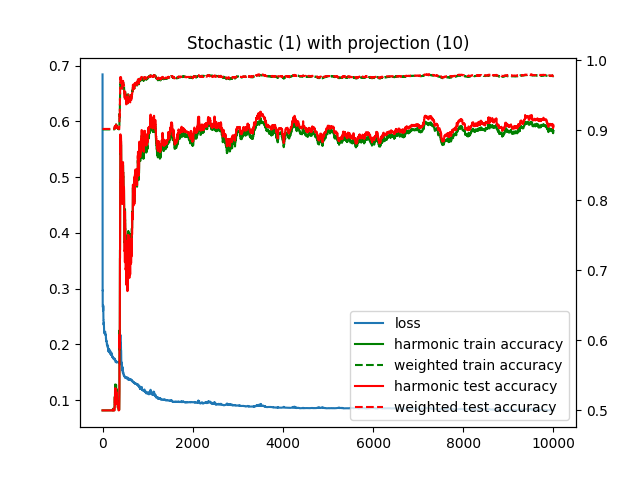 Stochastic (1) with projection (10)
0.7
0.6
0.5
0.4
0.3
0.2
0.1
1.0
0.9
0.8
0.7
0.6
0.5
loss
harmonic train accuracy
weighted train accuracy
harmonic test accuracy
weighted test accuracy
0 2000 4000 6000 8000 10000